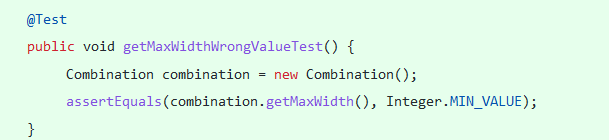 @Test
public void getMaxWidthWrongValueTest() {
Combination combination = new Combination();
assertEquals(combination.getMaxWidth(), Integer.MIN_VALUE);
}